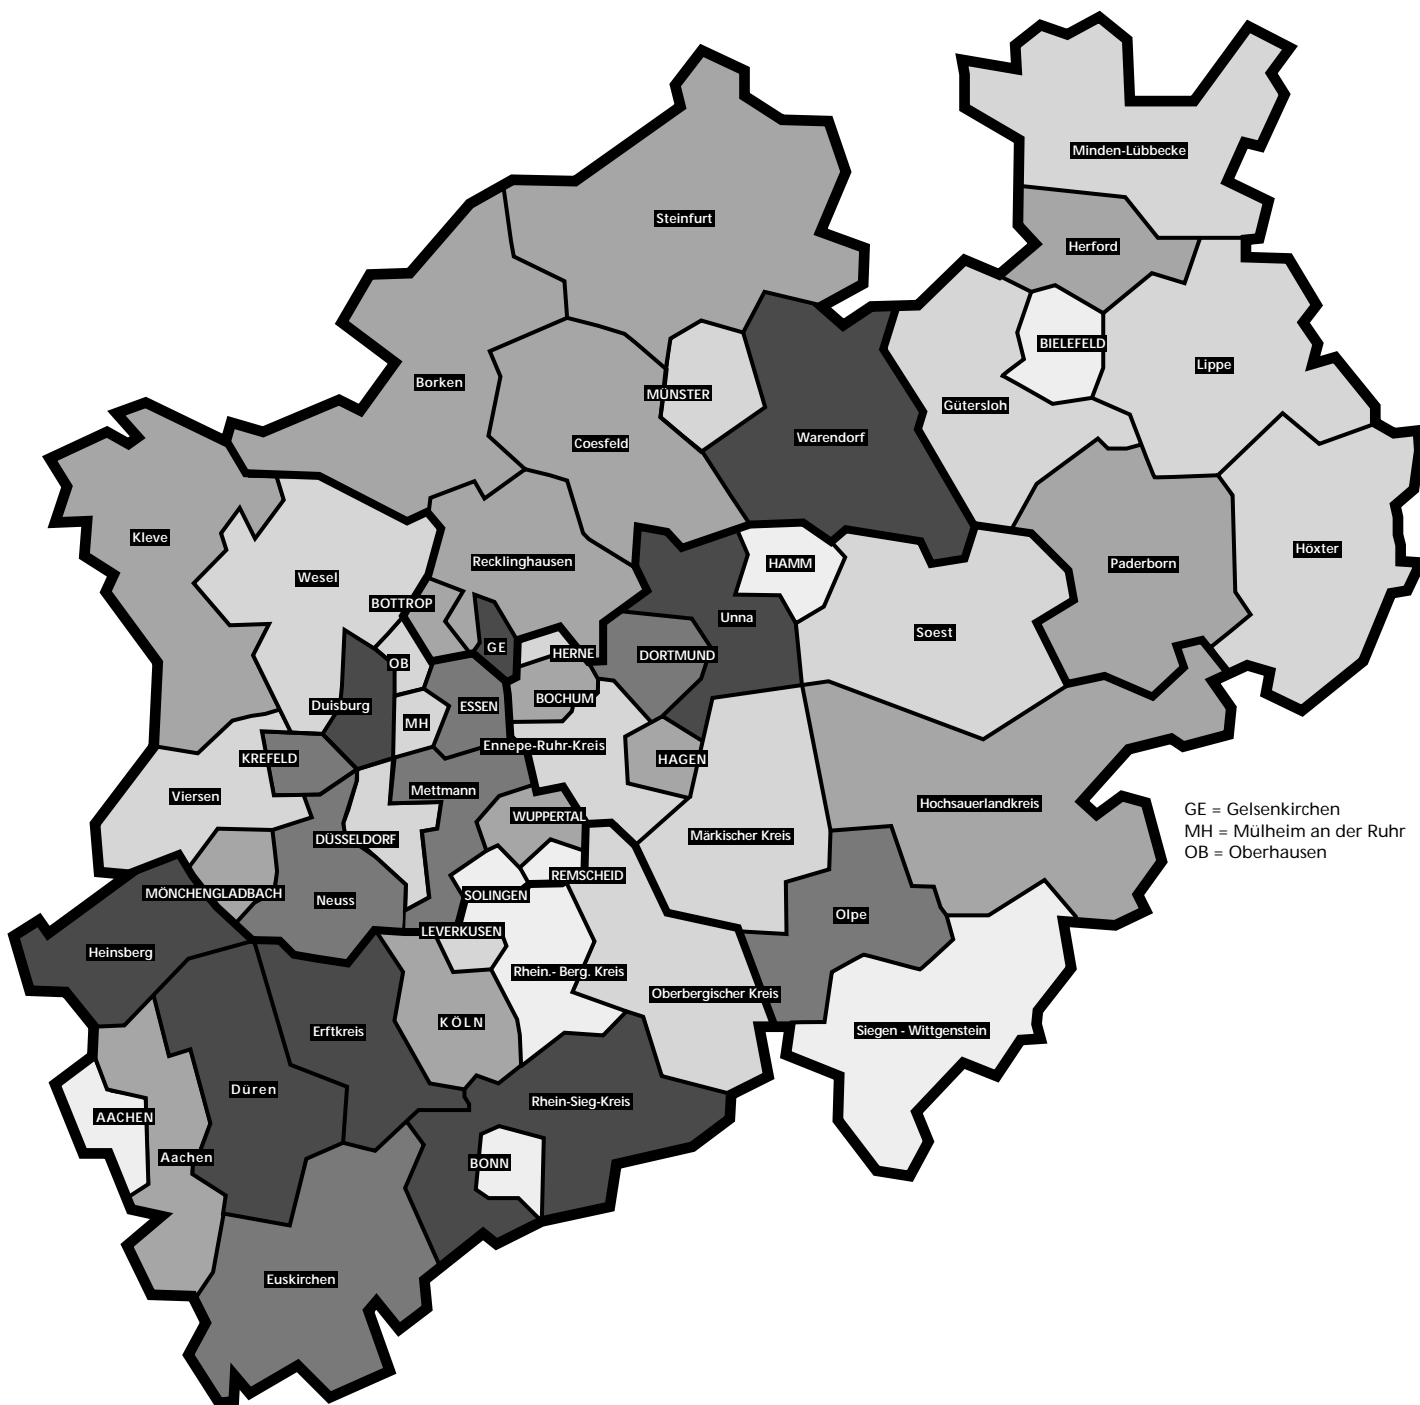 Minden-Lübbecke
Steinfurt
Herford
BIELEFELD
Lippe
Borken
MÜNSTER
Gütersloh
Warendorf
Coesfeld
Kleve
Höxter
Recklinghausen
HAMM
Paderborn
Wesel
BOTTROP
Unna
Soest
GE
HERNE
DORTMUND
OB
BOCHUM
Duisburg
ESSEN
MH
Ennepe-Ruhr-Kreis
KREFELD
HAGEN
Mettmann
Viersen
Hochsauerlandkreis
GE = Gelsenkirchen
MH = Mülheim an der Ruhr
OB = Oberhausen
WUPPERTAL
Märkischer Kreis
DÜSSELDORF
REMSCHEID
MÖNCHENGLADBACH
SOLINGEN
Neuss
Olpe
LEVERKUSEN
Heinsberg
Rhein.- Berg. Kreis
Oberbergischer Kreis
KÖLN
Erftkreis
Siegen - Wittgenstein
Düren
Rhein-Sieg-Kreis
AACHEN
Aachen
BONN
Euskirchen